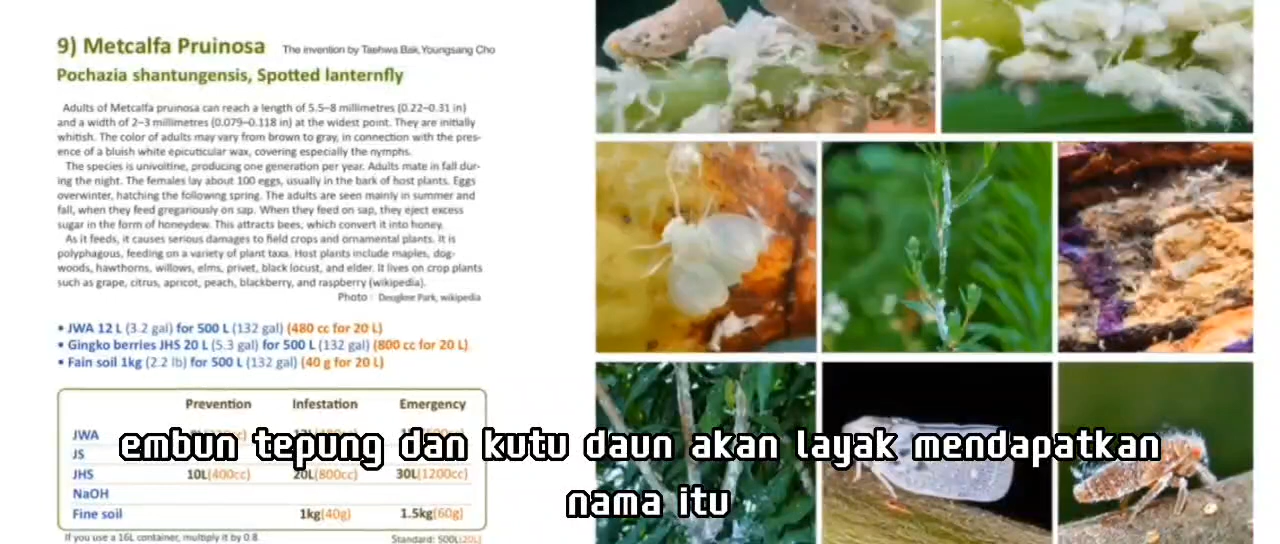 9) Metcalfa Pruinosa The invention by Taehwa Bak, Youngsang Cho
Pochazia shantungensis, Spotted lanternfly
Adults of Metcalfa pruinosa can reach a length of 5.5–8 millimetres (0.22–0.31 in)
and a width of 2–3 millimetres (0.079–0.118 in) at the widest point. They are initially
whitish. The color of adults may vary from brown to gray, in connection with the pres-
ence of a bluish white epicuticular wax, covering especially the nymphs.
The species is univoltine, producing one generation per year. Adults mate in fall dur-
ing the night. The females lay about 100 eggs, usually in the bark of host plants. Eggs
overwinter, hatching the following spring. The adults are seen mainly in summer and
fall, when they feed gregariously on sap. When they feed on sap, they eject excess
sugar in the form of honeydew. This attracts bees, which convert it into honey.
As it feeds, it causes serious damages to field crops and ornamental plants. It is
polyphagous, feeding on a variety of plant taxa. Host plants include maples, dog-
woods, hawthorns, willows, elms, privet, black locust, and elder. It lives on crop plants
such as grape, citrus, apricot, peach, blackberry, and raspberry (wikipedia).
Photo : Deogkne Park, wikipedia
• JWA 12 L (3.2 gal) for 500 L (132 gal) (480 cc for 20 L)
• Gingko berries JHS 20 L (5.3 gal) for 500 L (132 gal) (800 cc for 20 L)
• Fain soil 1kg (2.2 lb) for 500 L (132 gal) (40 g for 20 L)
Prevention Infestation Emergency
JWA
JS
JHS 10L(400cc) 20L(800cc) 30L(1200cc)
NaOH
Fine soil 1kg(40g) 1.5kg(60g)
If you use a 16L container, multiply it by 0.8. Standard: 500L(20L)
embun tepung dan kutu daun akan layak mendapatkan
nama itu